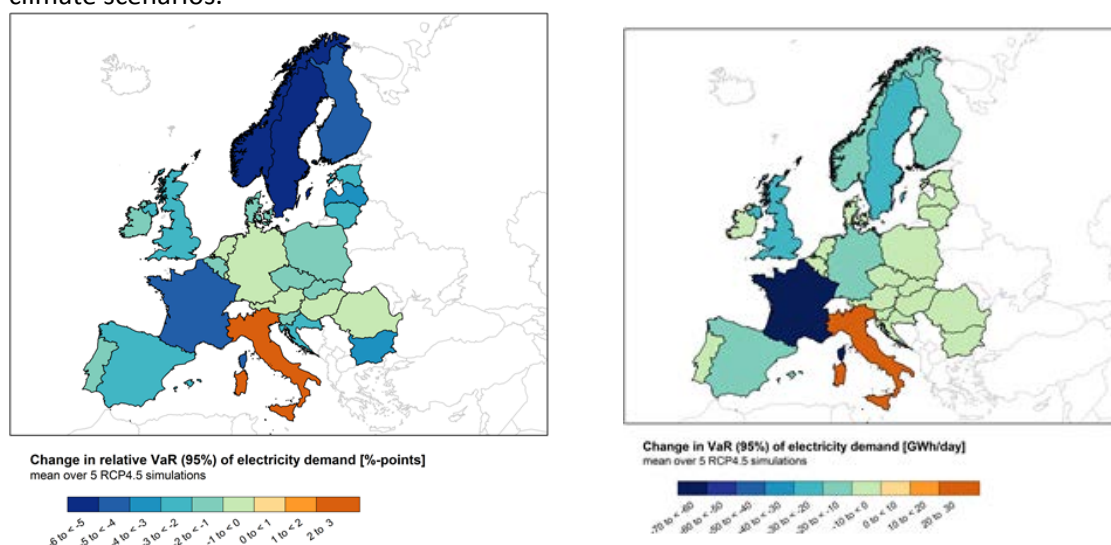 climate scenarios.
Change in relative VaR (95%) of electricity demand [%-points]
mean over 5 RCP4.5 simulations
-6 to < -5
-5 to < -4
-4 to < -3
-3 to < -2
-2 to < -1
-1 to < 0
0 to < 1
1 to < 2
2 to 3
Change in VaR (95%) of electricity demand [GWh/day]
mean over 5 RCP4.5 simulations
-70 to < -60
-60 to < -50
-50 to < -40
-40 to < -30
-30 to < -20
-20 to < -10
-10 to < 0
0 to < 10
10 to < 20
20 to 30